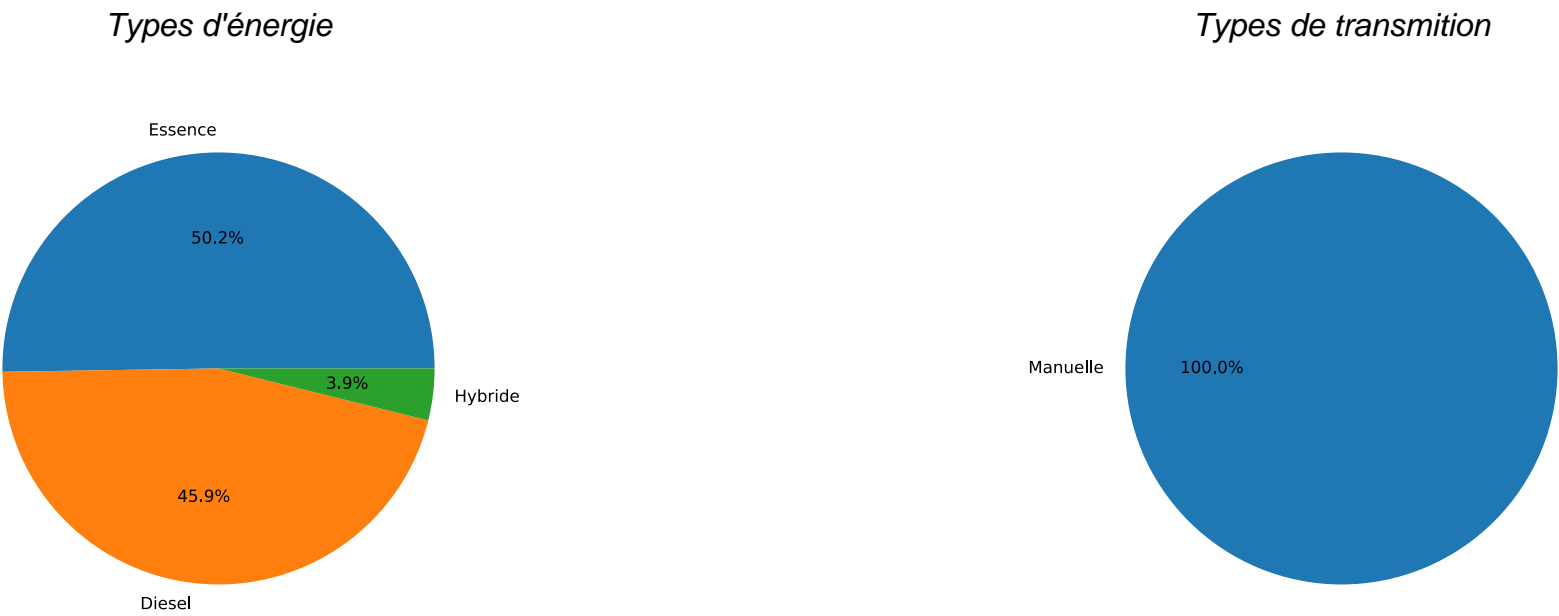 Types d'énergie
Essence
50.2%
3.9%
Hybride
45.9%
Diesel
Types de transmition
Manuelle
100.0%